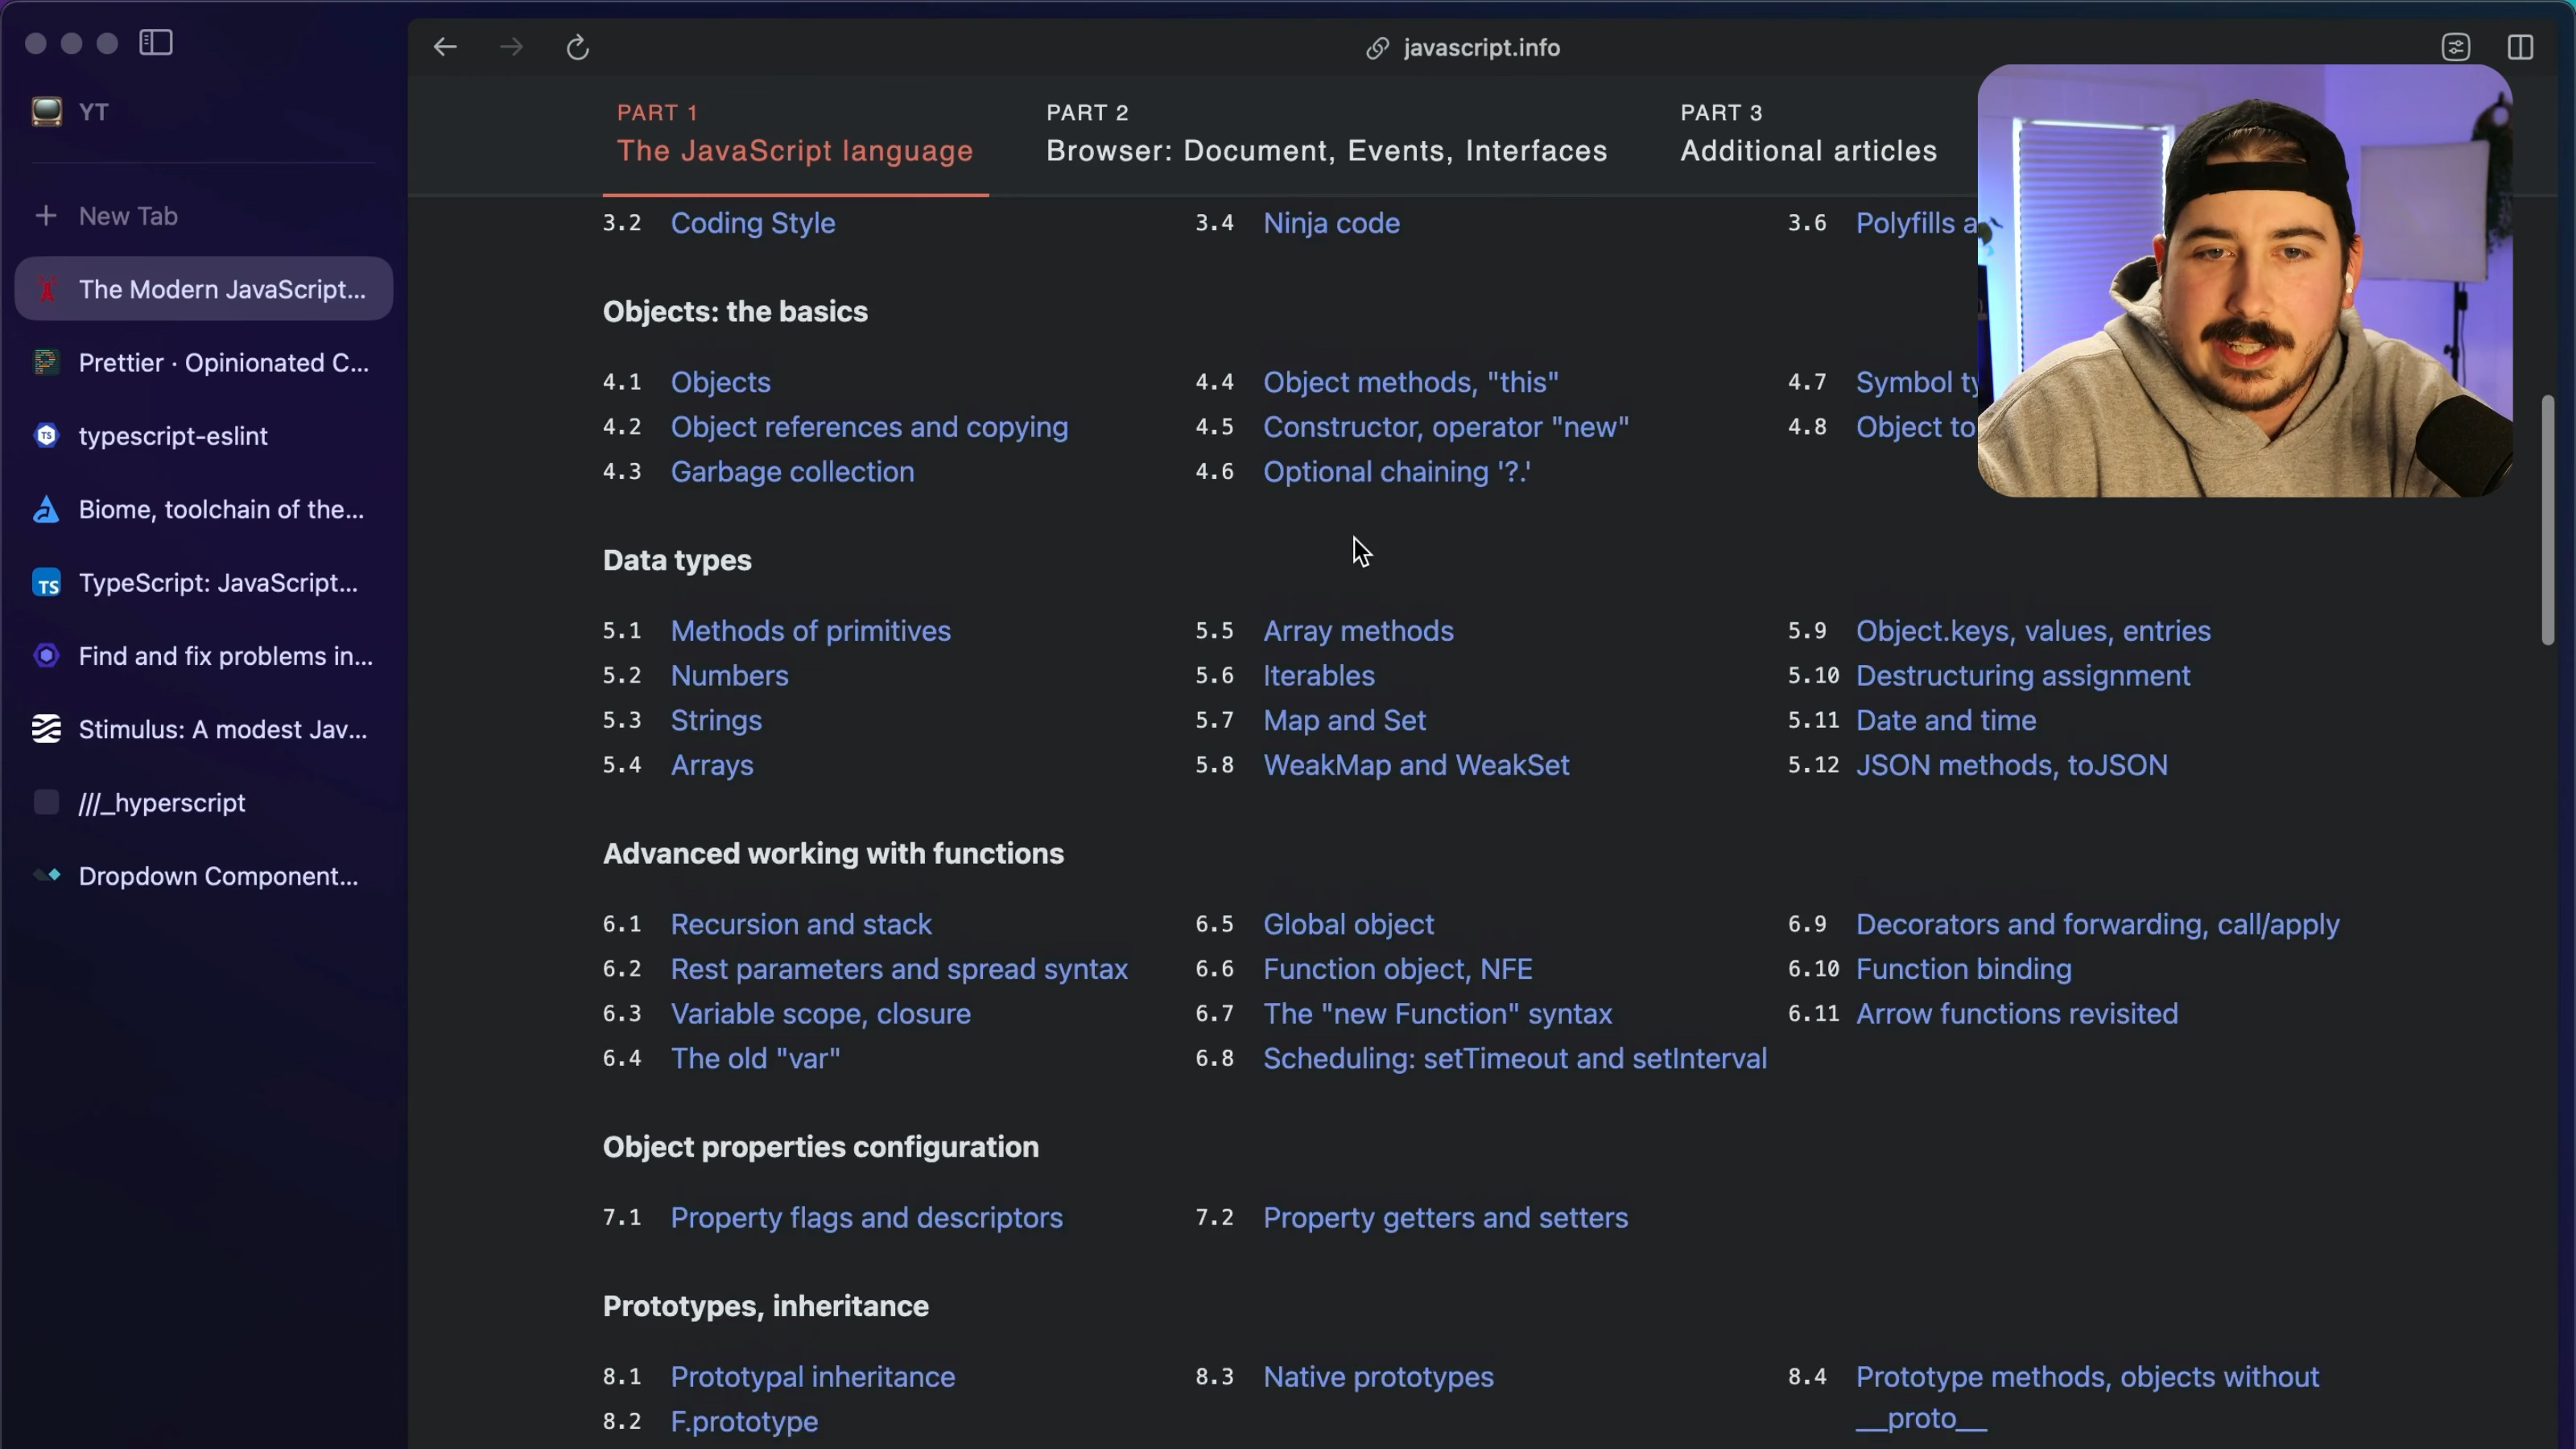 javascript.info
YT
New Tab
The Modern JavaScript...
Prettier · Opinionated C...
typescript-eslint
Biome, toolchain of the...
TS TypeScript: JavaScript...
Find and fix problems in...
Stimulus: A modest Jav...
///_hyperscript
Dropdown Component...
PART 1
The JavaScript language
PART 2
Browser: Document, Events, Interfaces
PART 3
Additional articles
3.2 Coding Style
3.4 Ninja code
3.6 Polyfills a
Objects: the basics
4.1 Objects
4.2 Object references and copying
4.3 Garbage collection
4.4 Object methods, "this"
4.5 Constructor, operator "new"
4.6 Optional chaining '?.'
4.7 Symbol ty
4.8 Object to
Data types
5.1 Methods of primitives
5.2 Numbers
5.3 Strings
5.4 Arrays
5.5 Array methods
5.6 Iterables
5.7 Map and Set
5.8 WeakMap and WeakSet
5.9 Object.keys, values, entries
5.10 Destructuring assignment
5.11 Date and time
5.12 JSON methods, toJSON
Advanced working with functions
6.1 Recursion and stack
6.2 Rest parameters and spread syntax
6.3 Variable scope, closure
6.4 The old "var"
6.5 Global object
6.6 Function object, NFE
6.7 The "new Function" syntax
6.8 Scheduling: setTimeout and setInterval
6.9 Decorators and forwarding, call/apply
6.10 Function binding
6.11 Arrow functions revisited
Object properties configuration
7.1 Property flags and descriptors
7.2 Property getters and setters
Prototypes, inheritance
8.1 Prototypal inheritance
8.2 F.prototype
8.3 Native prototypes
8.4 Prototype methods, objects without
__proto__